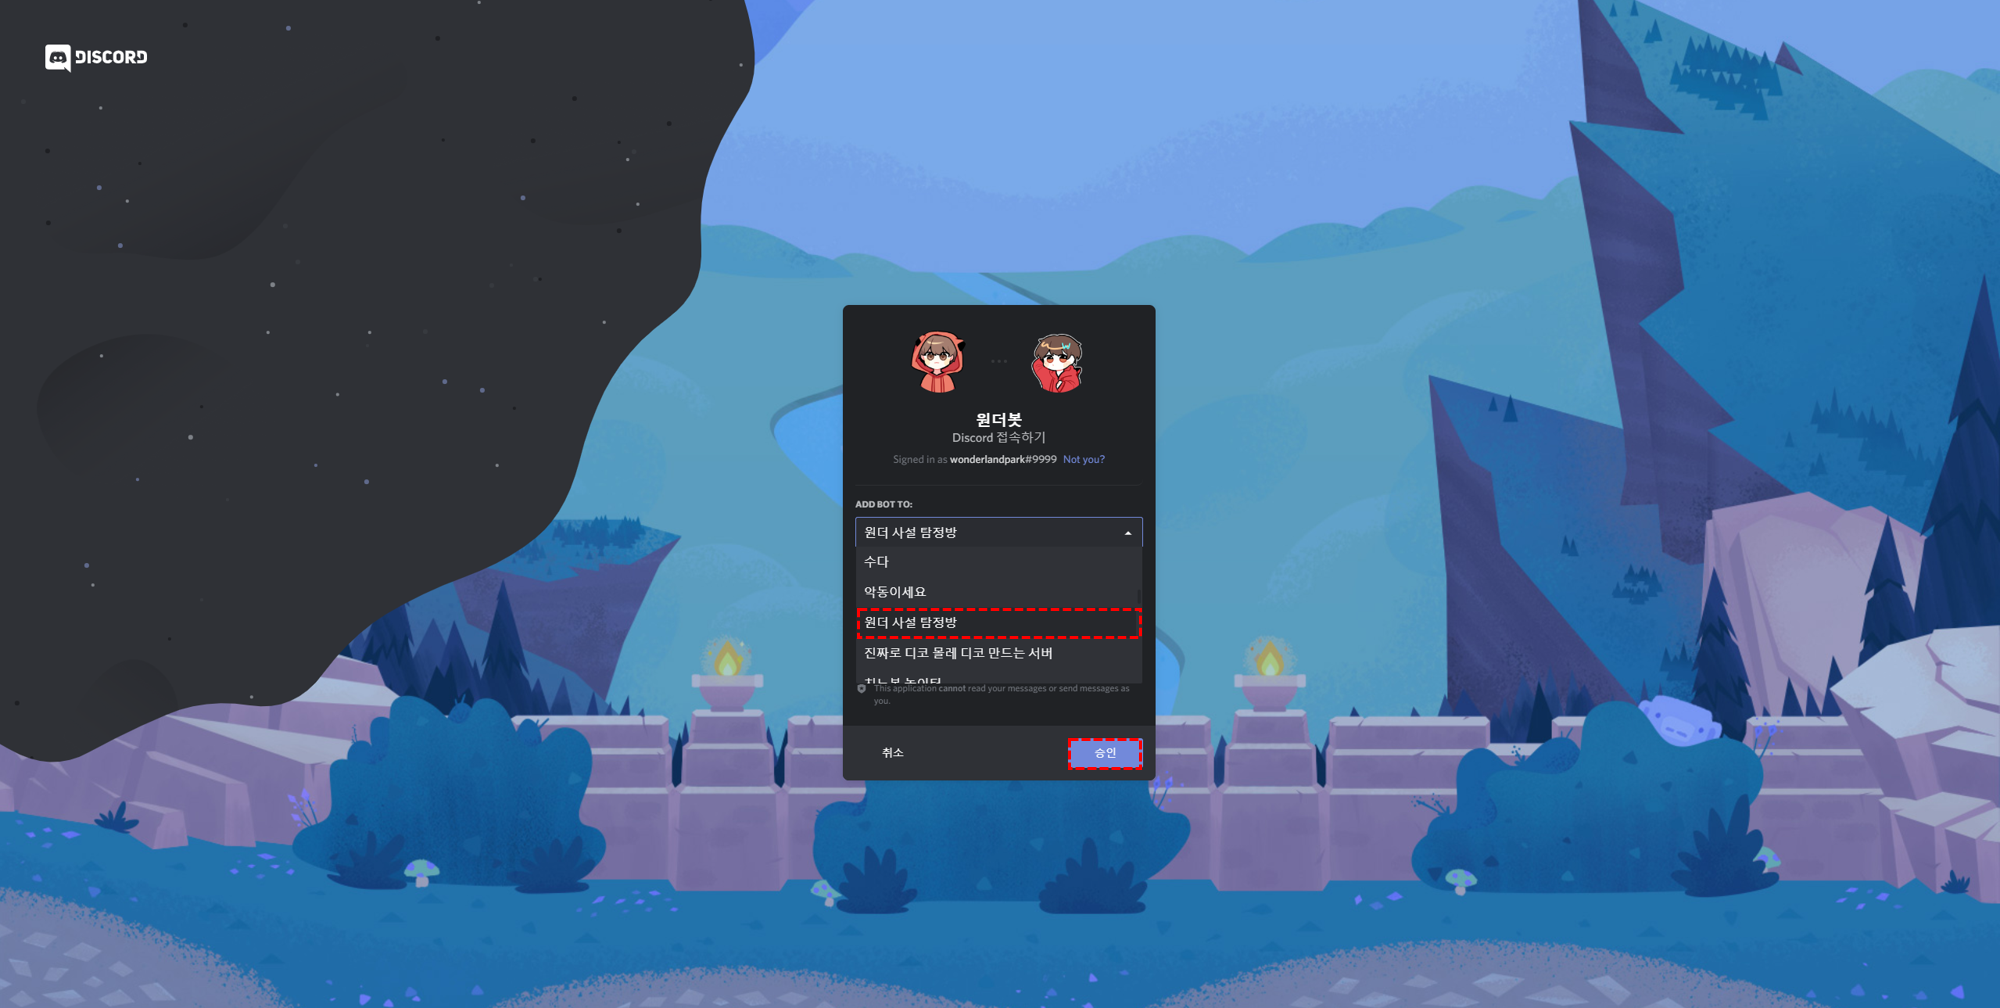 DISCORD
원더봇
Discord 접속하기
Signed in as wonderlandpark#9999 Not you?
ADD BOT TO:
원더 사설 탐정방
수다
악동이세요
원더 사설 탐정방
진짜로 디코 몰레 디코 만드는 서버
This application cannot read your messages or send messages as
you.
취소
승인